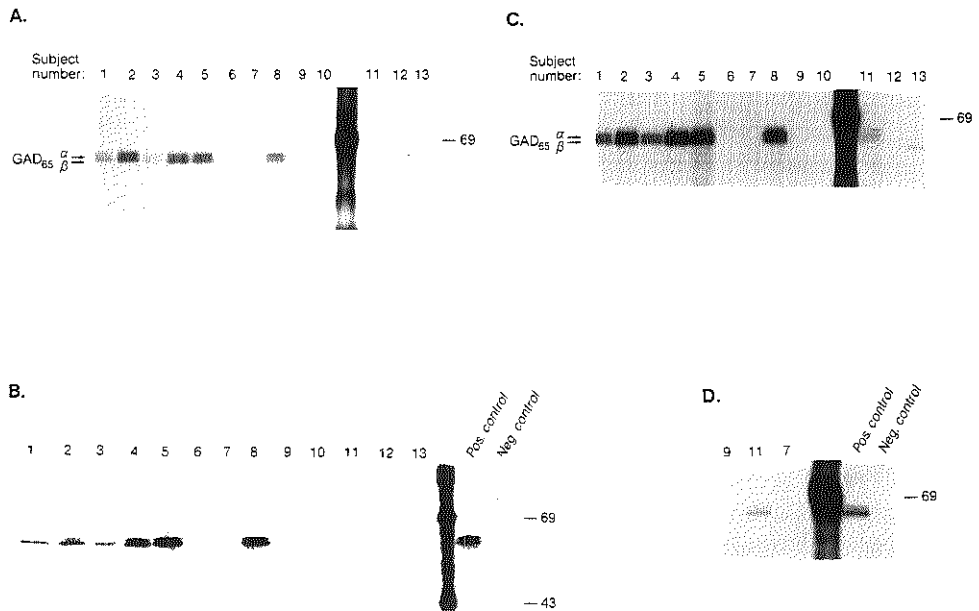 A.
Subject
number: 1 2 3 4 5 6 7 8 9 10 11 12 13
— 69
GAD65 α
β
C.
Subject
number: 1 2 3 4 5 6 7 8 9 10 11 12 13
— 69
GAD65 α
β
B.
1 2 3 4 5 6 7 8 9 10 11 12 13 Pos. control Neg. control
— 69
— 43
D.
9 11 7 Pos. control Neg. control
— 69